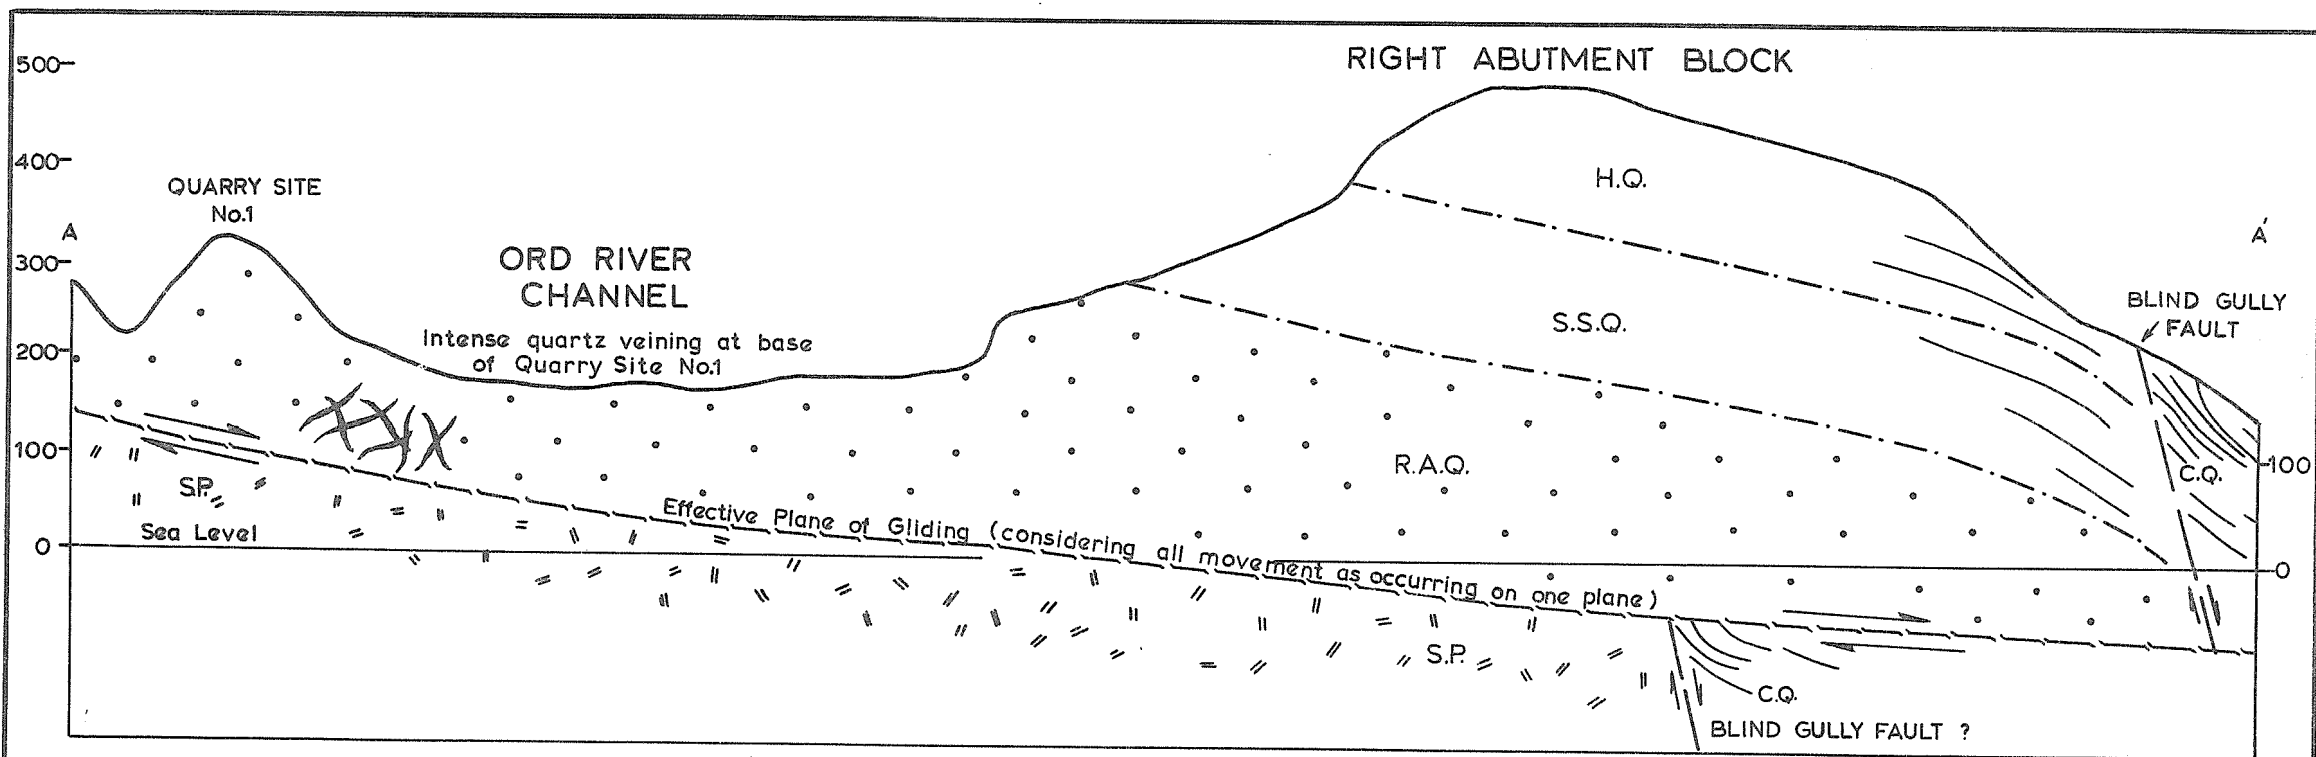 RIGHT ABUTMENT BLOCK
500
400
300
200
100
0
QUARRY SITE
No.1
A
ORD RIVER
CHANNEL
Intense quartz veining at base
of Quarry Site No.1
H.Q.
S.S.Q.
R.A.Q.
A'
BLIND GULLY
FAULT
C.Q.
100
0
S.P.
Sea Level
Effective Plane of Gliding (considering all movement as occurring on one plane)
S.P.
C.Q.
BLIND GULLY FAULT ?